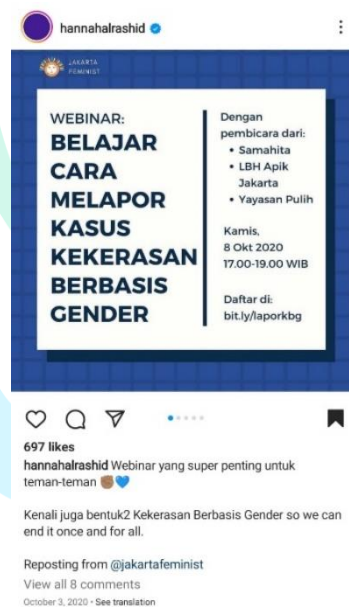 hannahalrashid
JAKARTA
FEMINIST
WEBINAR:
BELAJAR
CARA
MELAPOR
KASUS
KEKERASAN
BERBASIS
GENDER
Dengan
pembicara dari:
• Samahita
• LBH Apik
Jakarta
• Yayasan Pulih
Kamis,
8 Okt 2020
17.00-19.00 WIB
Daftar di:
bit.ly/laporkbg
697 likes
hannahalrashid Webinar yang super penting untuk
teman-teman ✊🏾💙
Kenali juga bentuk2 Kekerasan Berbasis Gender so we can
end it once and for all.
Reposting from @jakartafeminist
View all 8 comments
October 3, 2020 • See translation